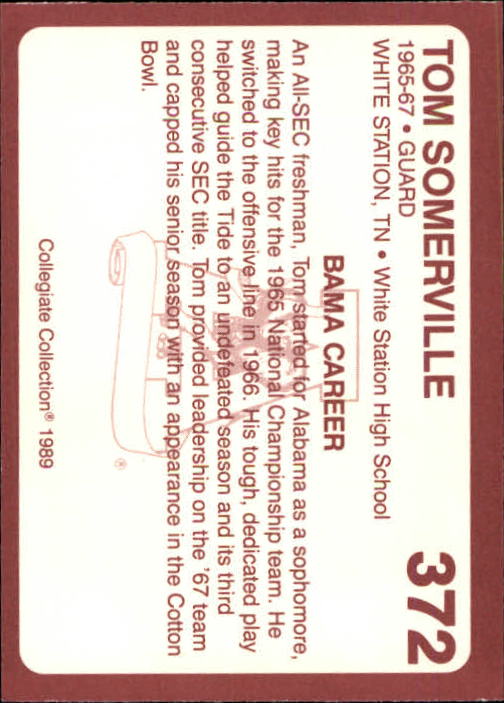 TOM SOMERVILLE 372
1965-67 • GUARD
WHITE STATION, TN • White Station High School
BAMA CAREER
An All-SEC freshman, Tom started for Alabama as a sophomore,
making key hits for the 1965 National Championship team. He
switched to the offensive line in 1966. His tough, dedicated play
helped guide the Tide to an undefeated season and its third
consecutive SEC title. Tom provided leadership on the '67 team
and capped his senior season with an appearance in the Cotton
Bowl.
®
Collegiate Collection® 1989